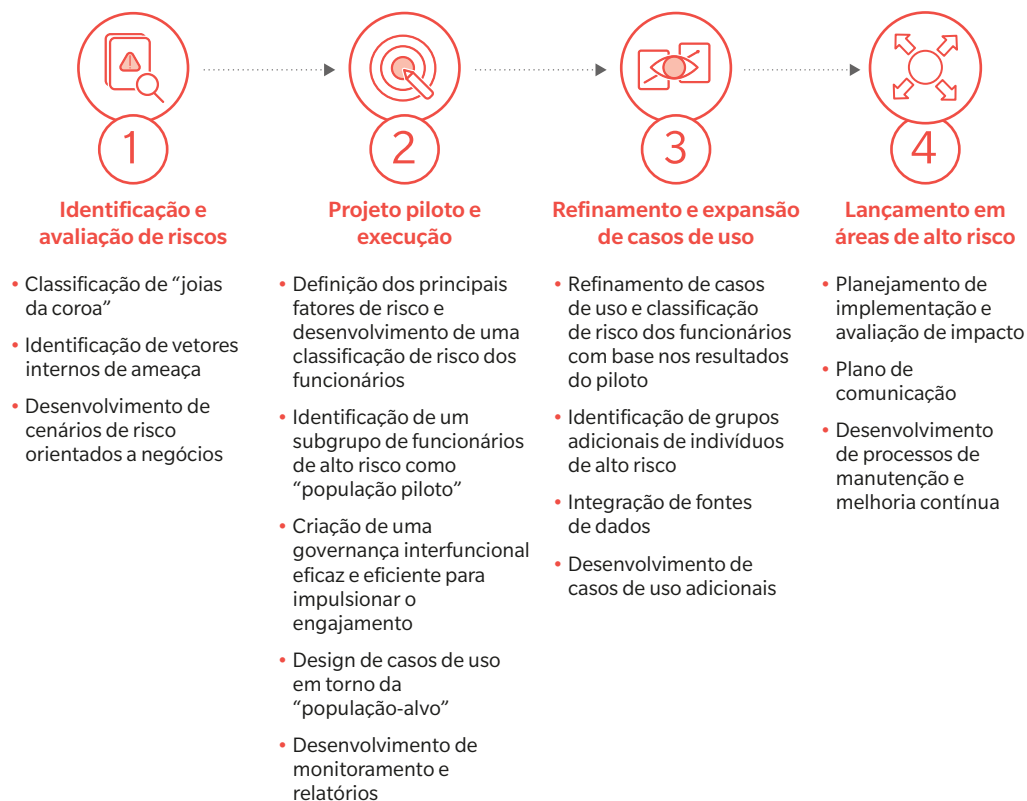 1
Identificação e
avaliação de riscos
• Classificação de “joias
da coroa”
• Identificação de vetores
internos de ameaça
• Desenvolvimento de
cenários de risco
orientados a negócios
2
Projeto piloto e
execução
• Definição dos principais
fatores de risco e
desenvolvimento de uma
classificação de risco dos
funcionários
• Identificação de um
subgrupo de funcionários
de alto risco como
“população piloto”
• Criação de uma
governança interfuncional
eficaz e eficiente para
impulsionar o
engajamento
• Design de casos de uso
em torno da
“população-alvo”
• Desenvolvimento de
monitoramento e
relatórios
3
Refinamento e expansão
de casos de uso
• Refinamento de casos
de uso e classificação
de risco dos funcionários
com base nos resultados
do piloto
• Identificação de grupos
adicionais de indivíduos
de alto risco
• Integração de fontes
de dados
• Desenvolvimento de
casos de uso adicionais
4
Lançamento em
áreas de alto risco
• Planejamento de
implementação e
avaliação de impacto
• Plano de
comunicação
• Desenvolvimento
de processos de
manutenção e
melhoria contínua